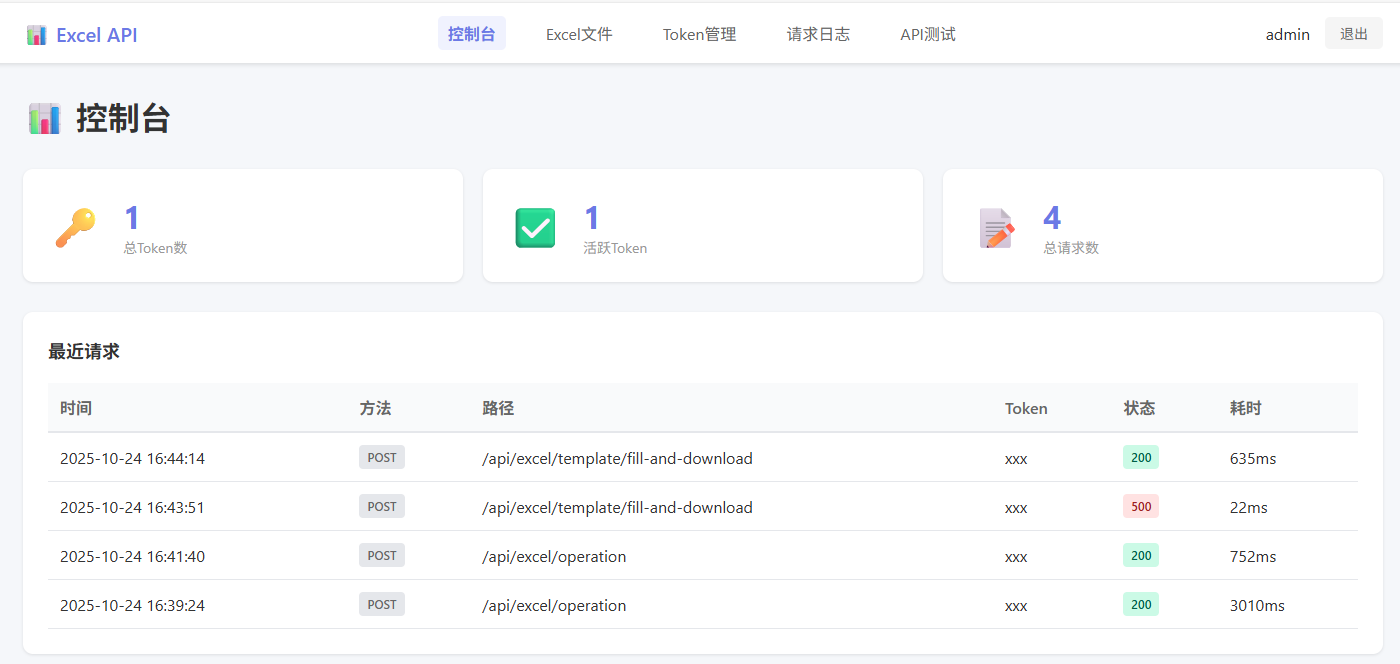 Excel API 控制台 Excel文件 Token管理 请求日志 API测试 admin 退出
控制台
1
总Token数
1
活跃Token
4
总请求数
最近请求
时间 方法 路径 Token 状态 耗时
2025-10-24 16:44:14 POST /api/excel/template/fill-and-download xxx 200 635ms
2025-10-24 16:43:51 POST /api/excel/template/fill-and-download xxx 500 22ms
2025-10-24 16:41:40 POST /api/excel/operation xxx 200 752ms
2025-10-24 16:39:24 POST /api/excel/operation xxx 200 3010ms